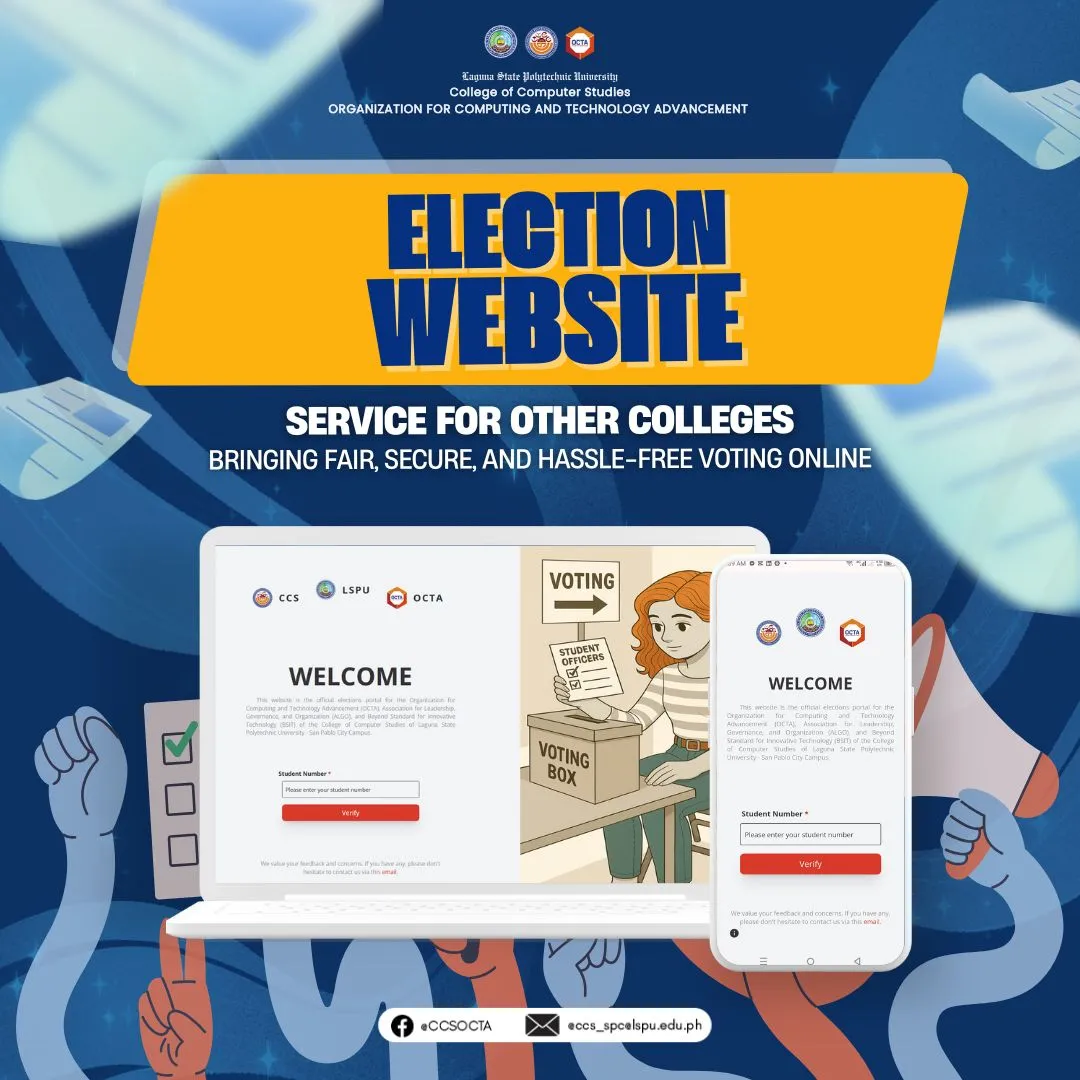 OCTA
Laguna State Polytechnic University
College of Computer Studies
ORGANIZATION FOR COMPUTING AND TECHNOLOGY ADVANCEMENT
ELECTION
WEBSITE
SERVICE FOR OTHER COLLEGES
BRINGING FAIR, SECURE, AND HASSLE-FREE VOTING ONLINE
CCS
LSPU
OCTA
OCTA
WELCOME
This website is the official elections portal for the Organization for
Computing and Technology Advancement (OCTA), Association for Leadership,
Governance, and Organization (ALGO), and Beyond Standard for Innovative
Technology (BSIT) of the College of Computer Studies of Laguna State
Polytechnic University - San Pablo City Campus.
Student Number *
Please enter your student number
Verify
We value your feedback and concerns. If you have any, please don't
hesitate to contact us via this email.
VOTING
STUDENT
OFFICERS
VOTING
BOX
AM
OCTA
WELCOME
This website is the official elections portal for the
Organization for Computing and Technology
Advancement (OCTA), Association for Leadership,
Governance, and Organization (ALGO), and Beyond
Standard for Innovative Technology (BSIT) of the College
of Computer Studies of Laguna State Polytechnic
University - San Pablo City Campus.
Student Number *
Please enter your student number
Verify
We value your feedback and concerns. If you have any,
please don't hesitate to contact us via this email.
@CCSOCTA
@ccs_spc@lspu.edu.ph